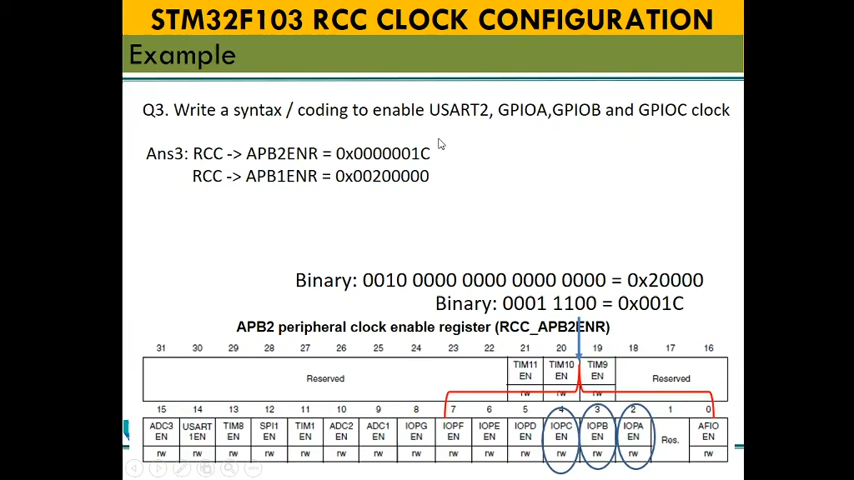 STM32F103 RCC CLOCK CONFIGURATION
Example
Q3. Write a syntax / coding to enable USART2, GPIOA,GPIOB and GPIOC clock
Ans3: RCC -> APB2ENR = 0x0000001C
RCC -> APB1ENR = 0x00200000
Binary: 0010 0000 0000 0000 0000 = 0x20000
Binary: 0001 1100 = 0x001C
APB2 peripheral clock enable register (RCC_APB2ENR)
31 30 29 28 27 26 25 24 23 22 21 20 19 18 17 16
Reserved TIM11 EN TIM10 EN TIM9 EN Reserved
rw rw rw
15 14 13 12 11 10 9 8 7 6 5 4 3 2 1 0
ADC3 EN USART 1EN TIM8 EN SPI1 EN TIM1 EN ADC2 EN ADC1 EN IOPG EN IOPF EN IOPE EN IOPD EN IOPC EN IOPB EN IOPA EN Res. AFIO EN
rw rw rw rw rw rw rw rw rw rw rw rw rw rw rw